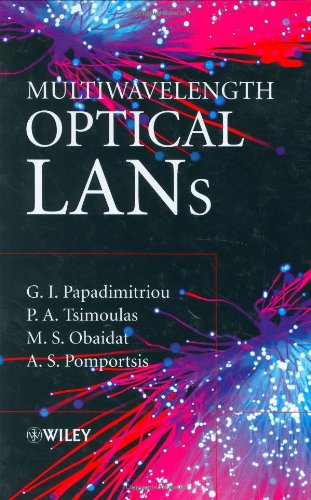 MULTIWAVELENGTH
OPTICAL
LANs
G. I. Papadimitriou
P. A. Tsimoulas
M. S. Obaidat
A. S. Pomportsis
WILEY